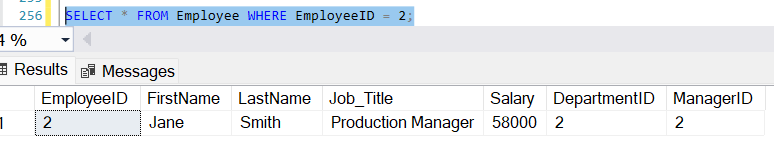 256 SELECT * FROM Employee WHERE EmployeeID = 2;
4 %
Results Messages
EmployeeID FirstName LastName Job_Title Salary DepartmentID ManagerID
1 2 Jane Smith Production Manager 58000 2 2